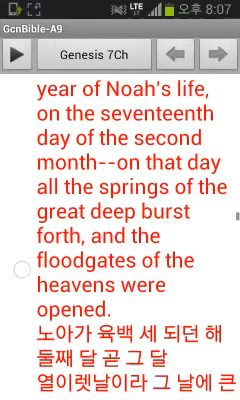 LTE 오후 8:07
GcnBible-A9
Genesis 7Ch
year of Noah's life,
on the seventeenth
day of the second
month--on that day
all the springs of the
great deep burst
forth, and the
floodgates of the
heavens were
opened.
노아가 육백 세 되던 해
둘째 달 곧 그 달
열이렛날이라 그 날에 큰